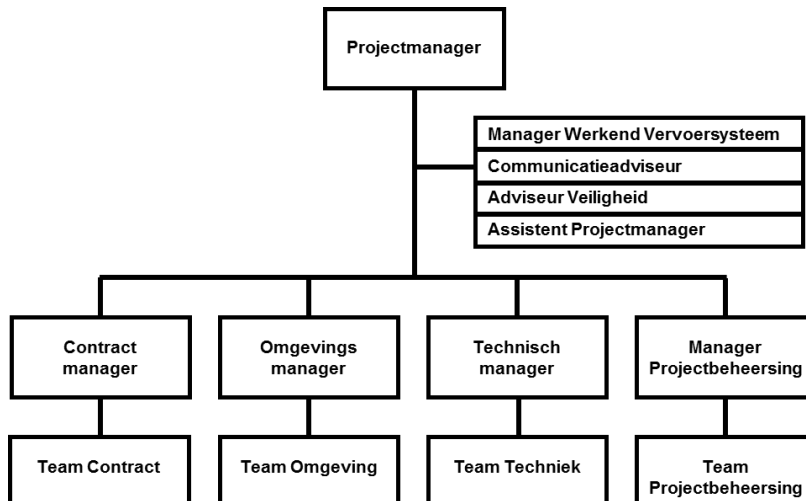 Projectmanager
Manager Werkend Vervoersysteem
Communicatieadviseur
Adviseur Veiligheid
Assistent Projectmanager
Contract
manager
Omgevings
manager
Technisch
manager
Manager
Projectbeheersing
Team Contract
Team Omgeving
Team Techniek
Team
Projectbeheersing